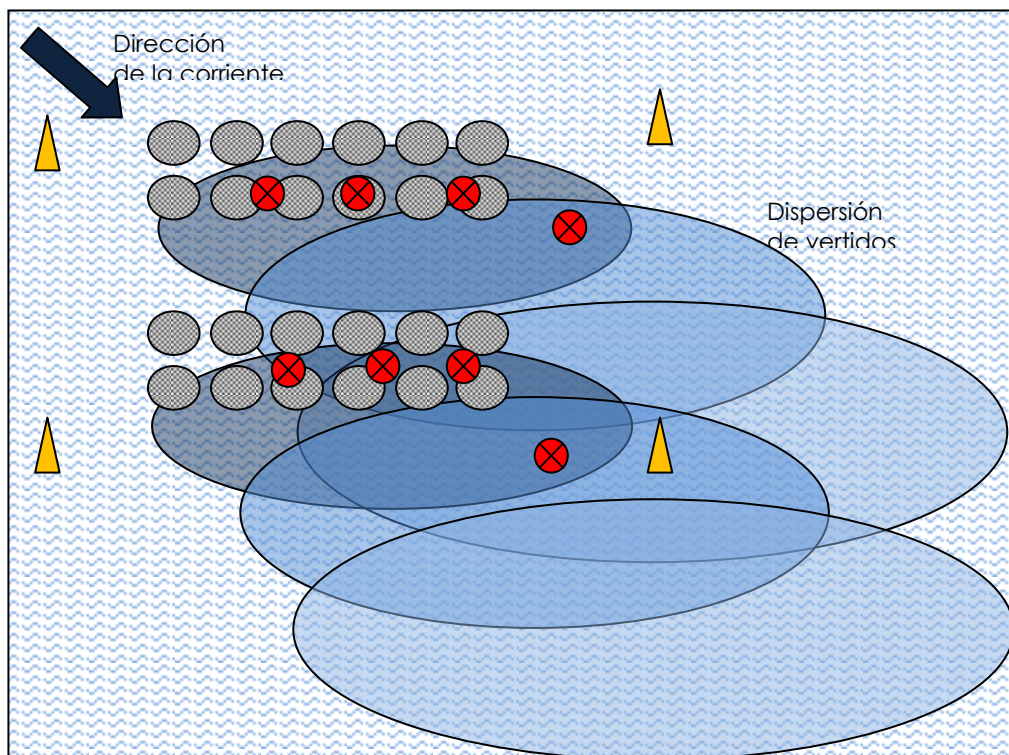 Dirección
de la corriente
Dispersión
de vertidos